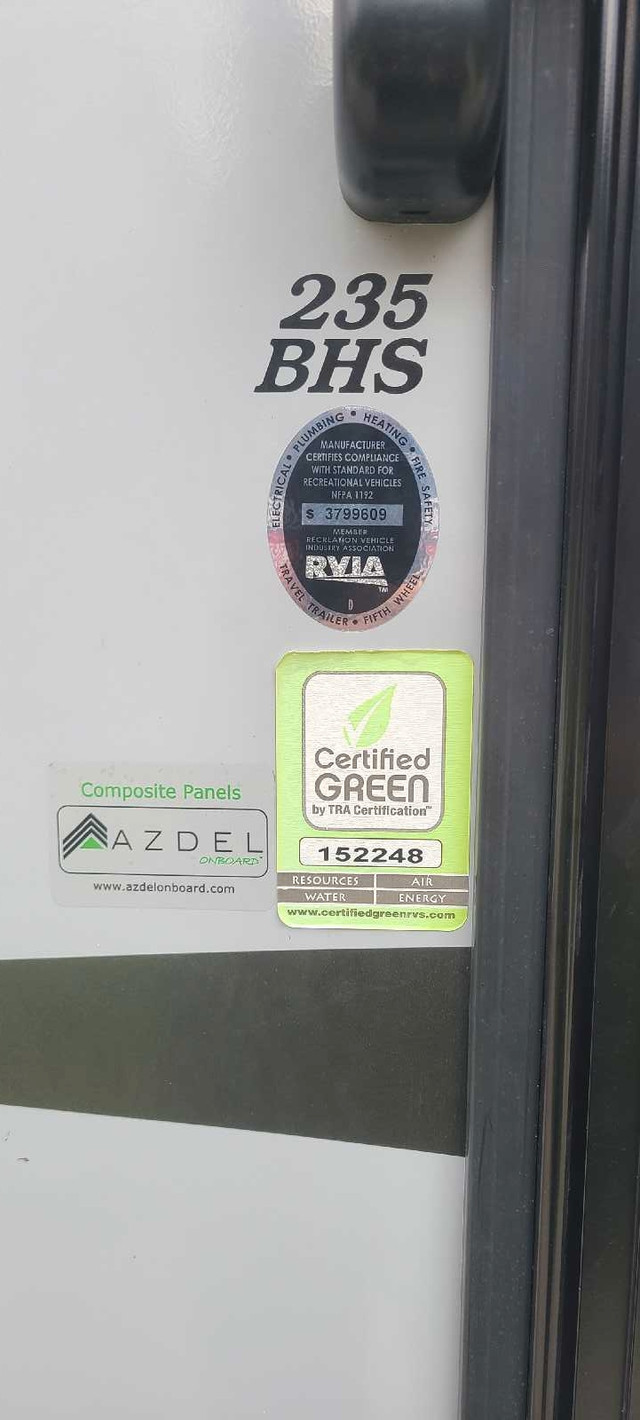 235
BHS
ELECTRICAL • PLUMBING • HEATING • FIRE SAFETY
MANUFACTURER
CERTIFIES COMPLIANCE
WITH STANDARD FOR
RECREATIONAL VEHICLES
NFPA 1192
S 3799609
MEMBER
RECREATION VEHICLE
INDUSTRY ASSOCIATION
RVIA
TM
D
TRAVEL TRAILER • FIFTH WHEEL
Certified
GREEN
by TRA Certification™
152248
RESOURCES AIR
WATER ENERGY
www.certifiedgreenrvs.com
Composite Panels
AZDEL
ONBOARD®
www.azdelonboard.com